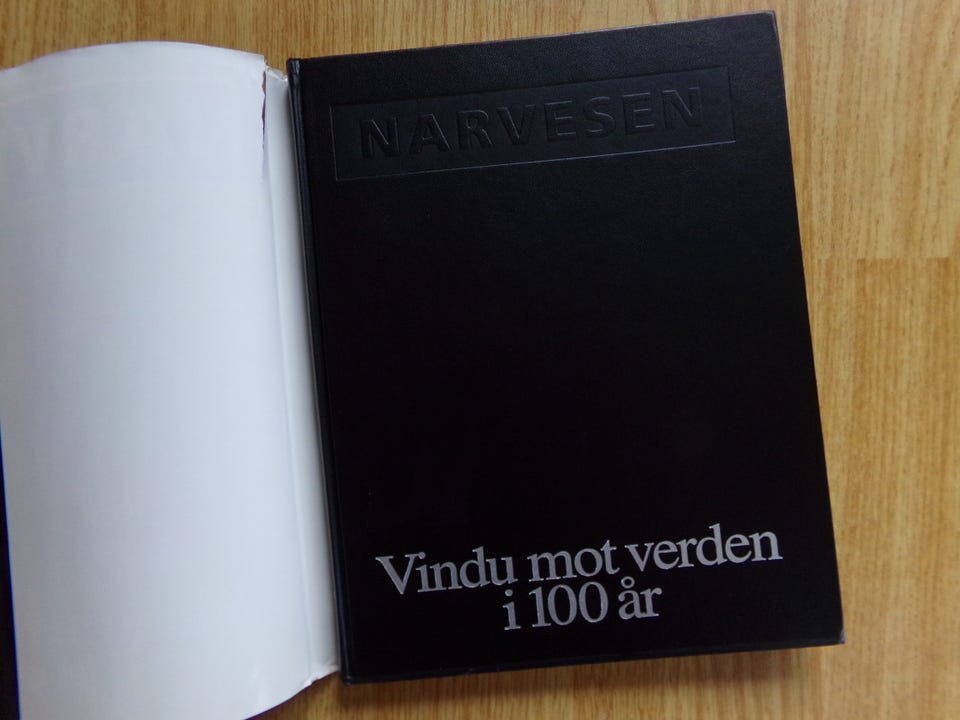 NARVESEN
Vindu mot verden
i 100 år